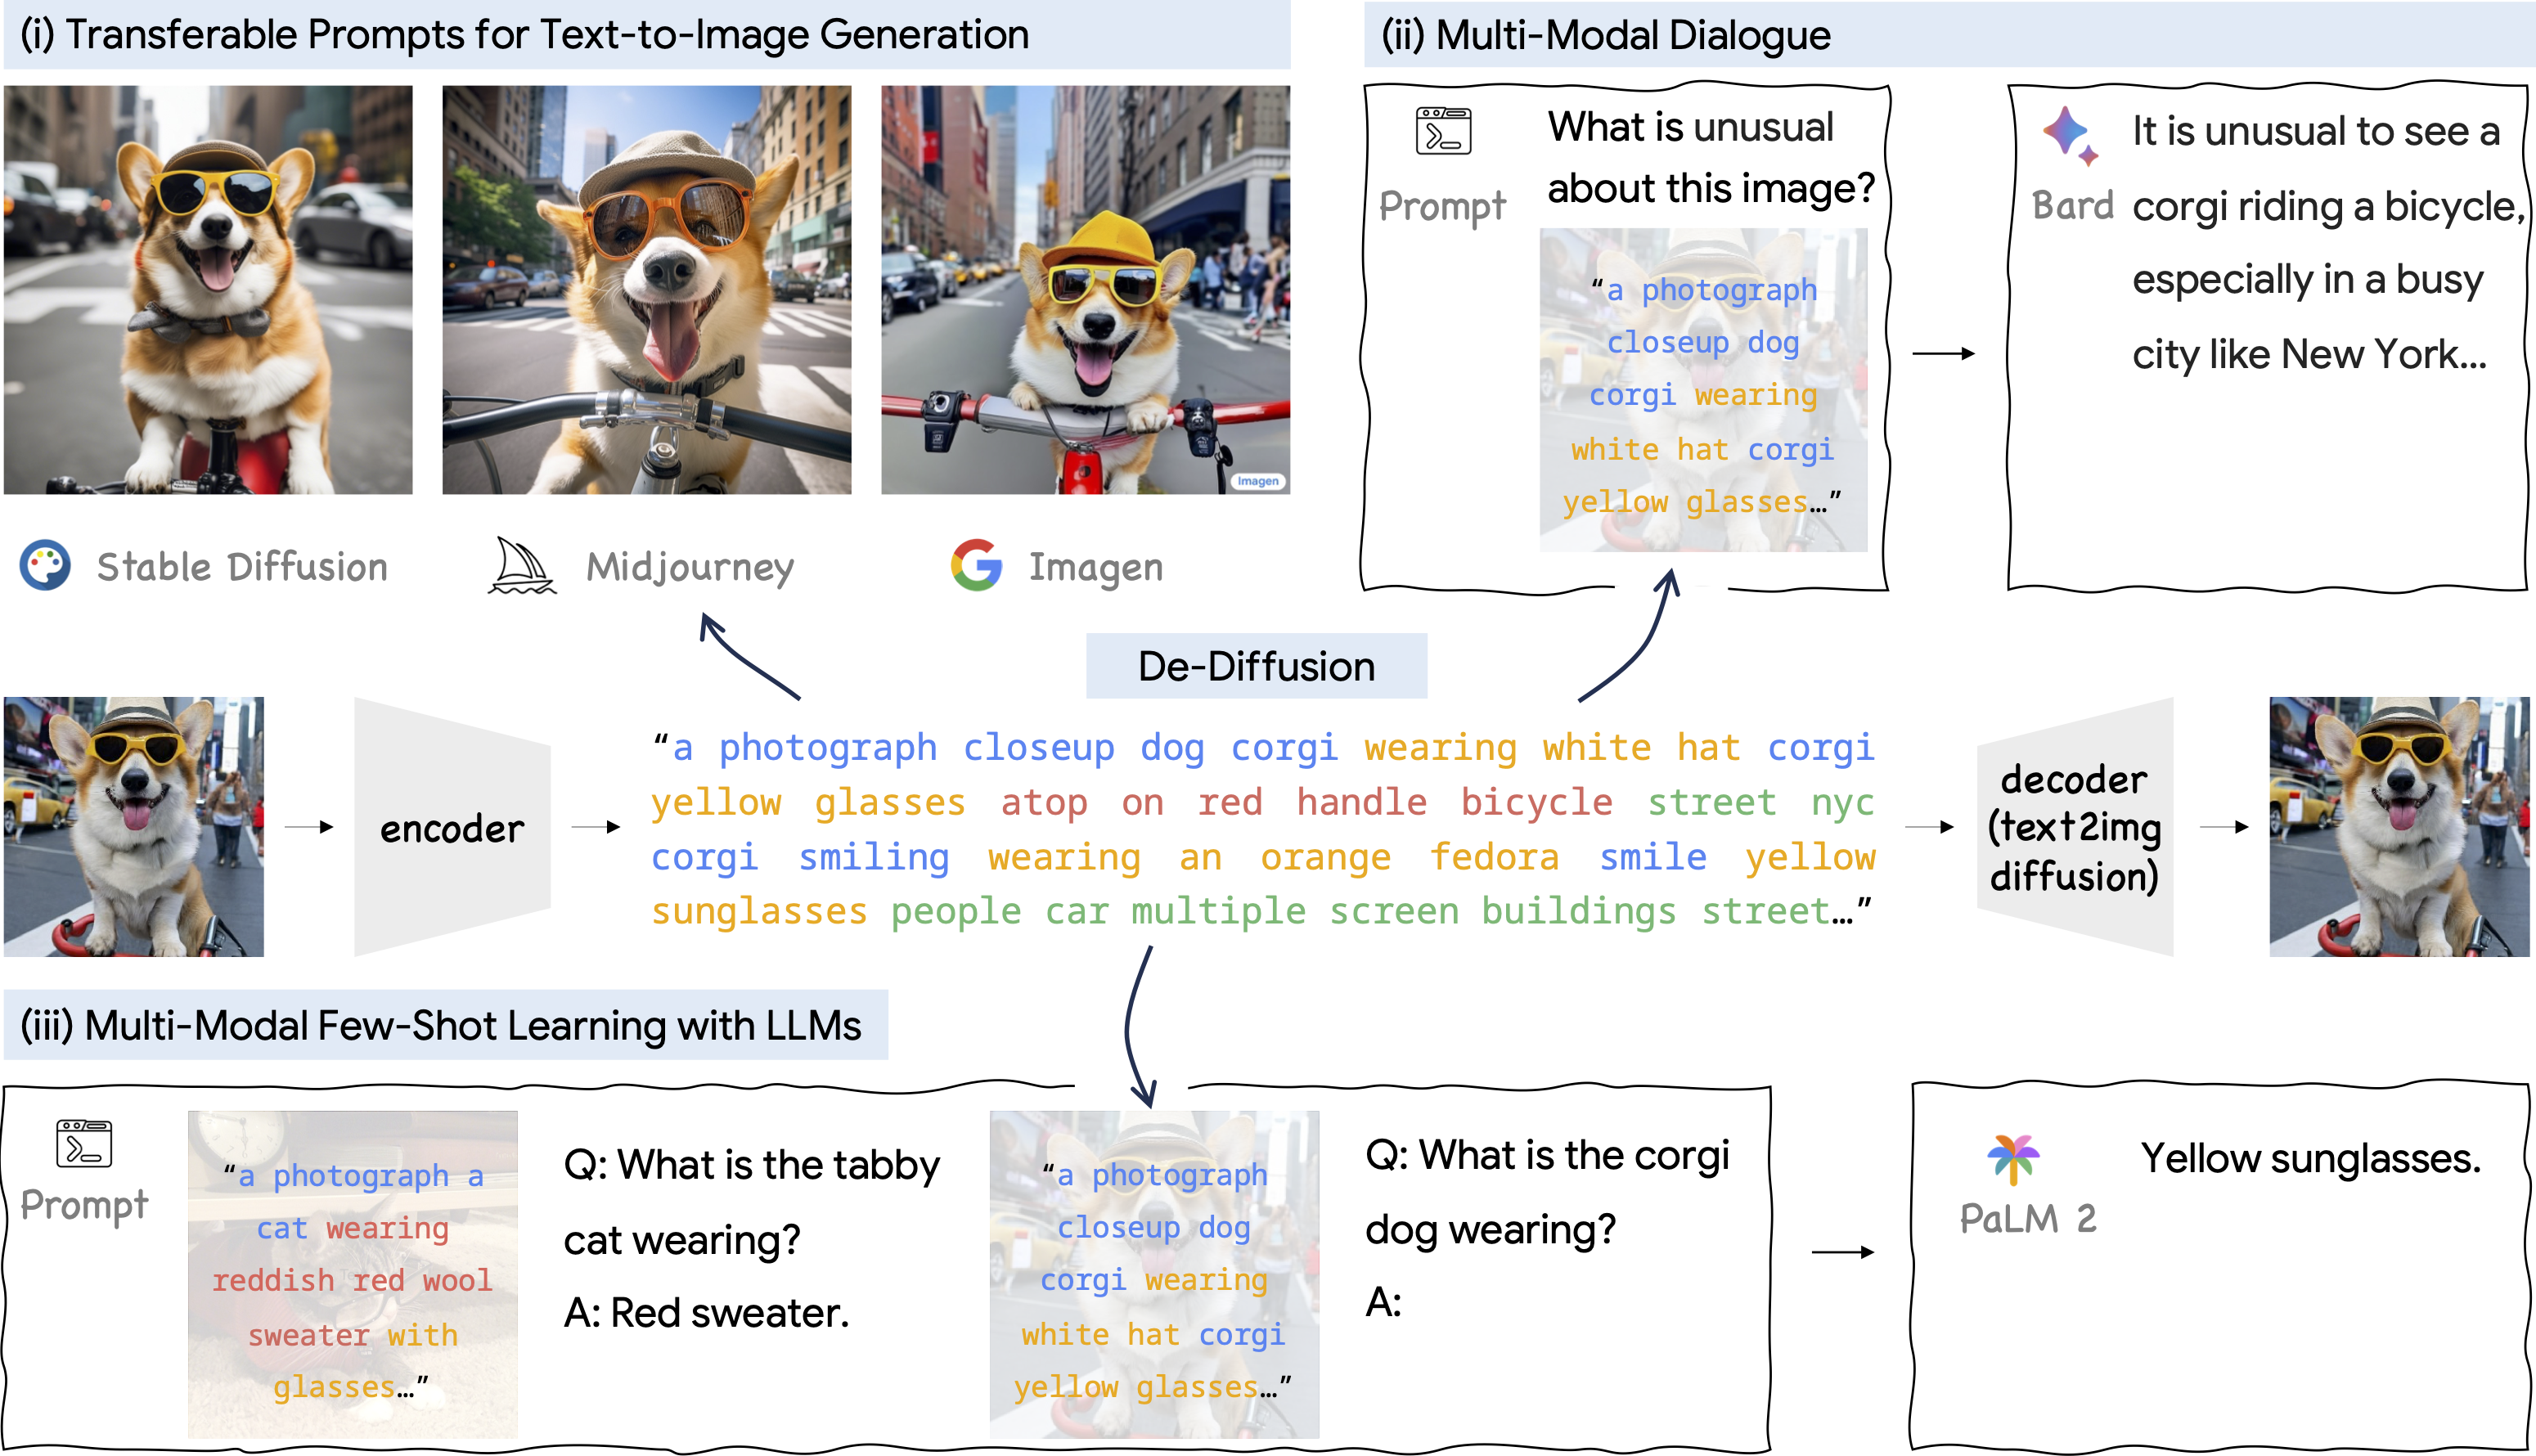 (i) Transferable Prompts for Text-to-Image Generation
Imagen
Stable Diffusion
Midjourney
Imagen
(ii) Multi-Modal Dialogue
Prompt
What is unusual
about this image?
“a photograph
closeup dog
corgi wearing
white hat corgi
yellow glasses…”
Bard
It is unusual to see a
corgi riding a bicycle,
especially in a busy
city like New York...
De-Diffusion
encoder
“a photograph closeup dog corgi wearing white hat corgi
yellow glasses atop on red handle bicycle street nyc
corgi smiling wearing an orange fedora smile yellow
sunglasses people car multiple screen buildings street…”
decoder
(text2img
diffusion)
(iii) Multi-Modal Few-Shot Learning with LLMs
Prompt
“a photograph a
cat wearing
reddish red wool
sweater with
glasses…”
Q: What is the tabby
cat wearing?
A: Red sweater.
“a photograph
closeup dog
corgi wearing
white hat corgi
yellow glasses…”
Q: What is the corgi
dog wearing?
A:
PaLM 2
Yellow sunglasses.